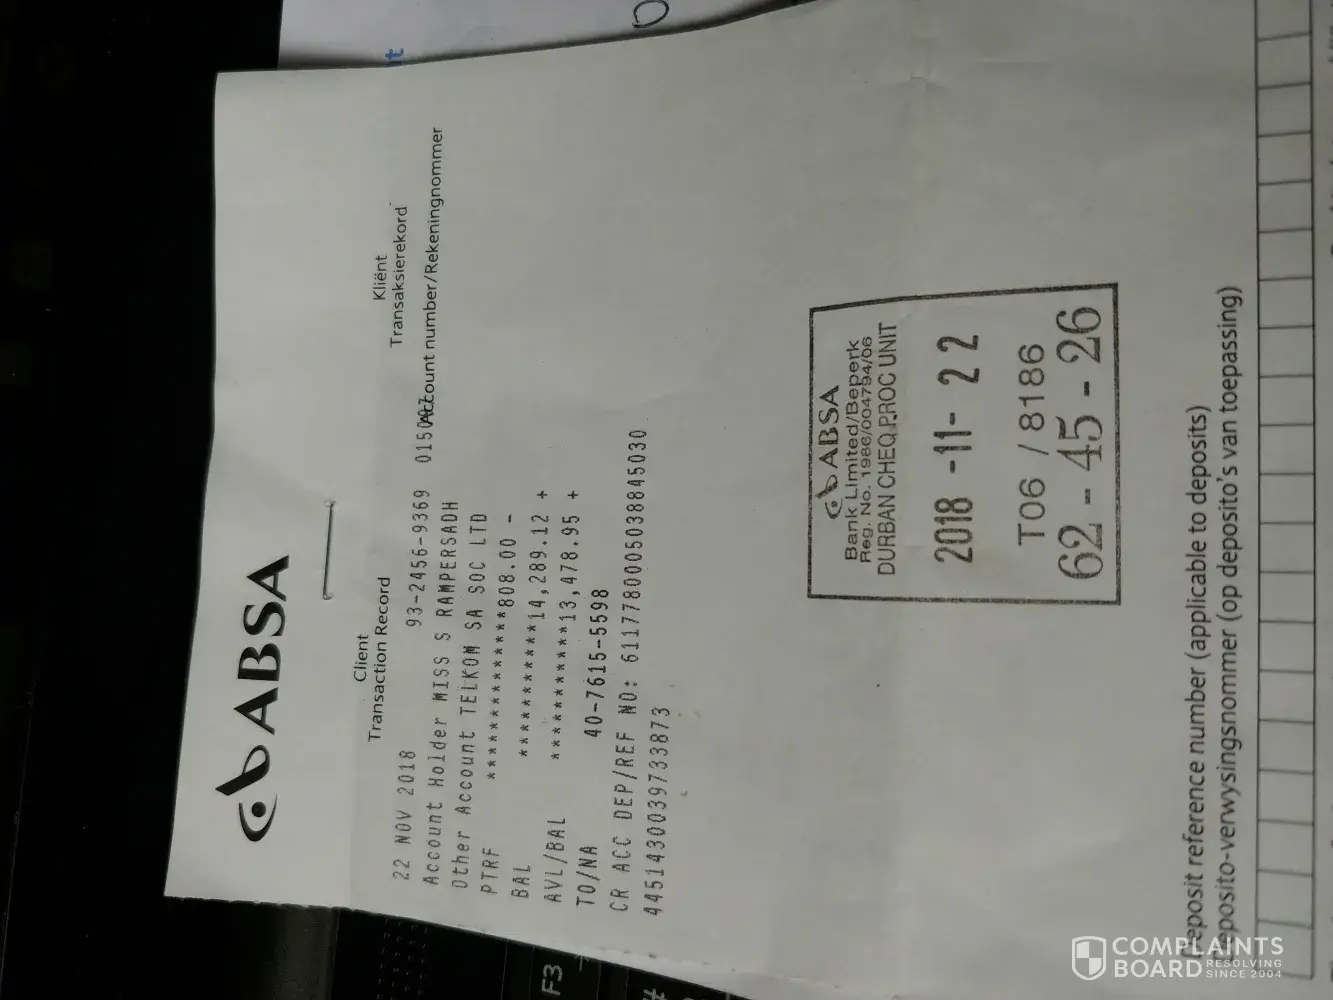 ABSA
Client
Transaction Record
Kliënt
Transaksierekord
Account number/Rekeningnommer
22 NOV 2018 93-2456-9369
Account Holder MISS S RAMPERSADH
Other Account TELKOM SA SOC LTD
PTRF ***************808.00 -
BAL ************14,289.12 +
AVL/BAL ************13,478.95 +
TO/NA 40-7615-5598
CR ACC DEP/REF NO: 6117780005038845030
4451430039733873
ABSA
Bank Limited/Beperk
Reg. No. 1986/004794/06
DURBAN CHEQ.PROC UNIT
2018 -11- 22
T06 / 8186
62 - 45 - 26
eposit reference number (applicable to deposits)
eposito-verwysingsnommer (op deposito's van toepassing)
F3
#
COMPLAINTS
BOARD RESOLVING
SINCE 2004